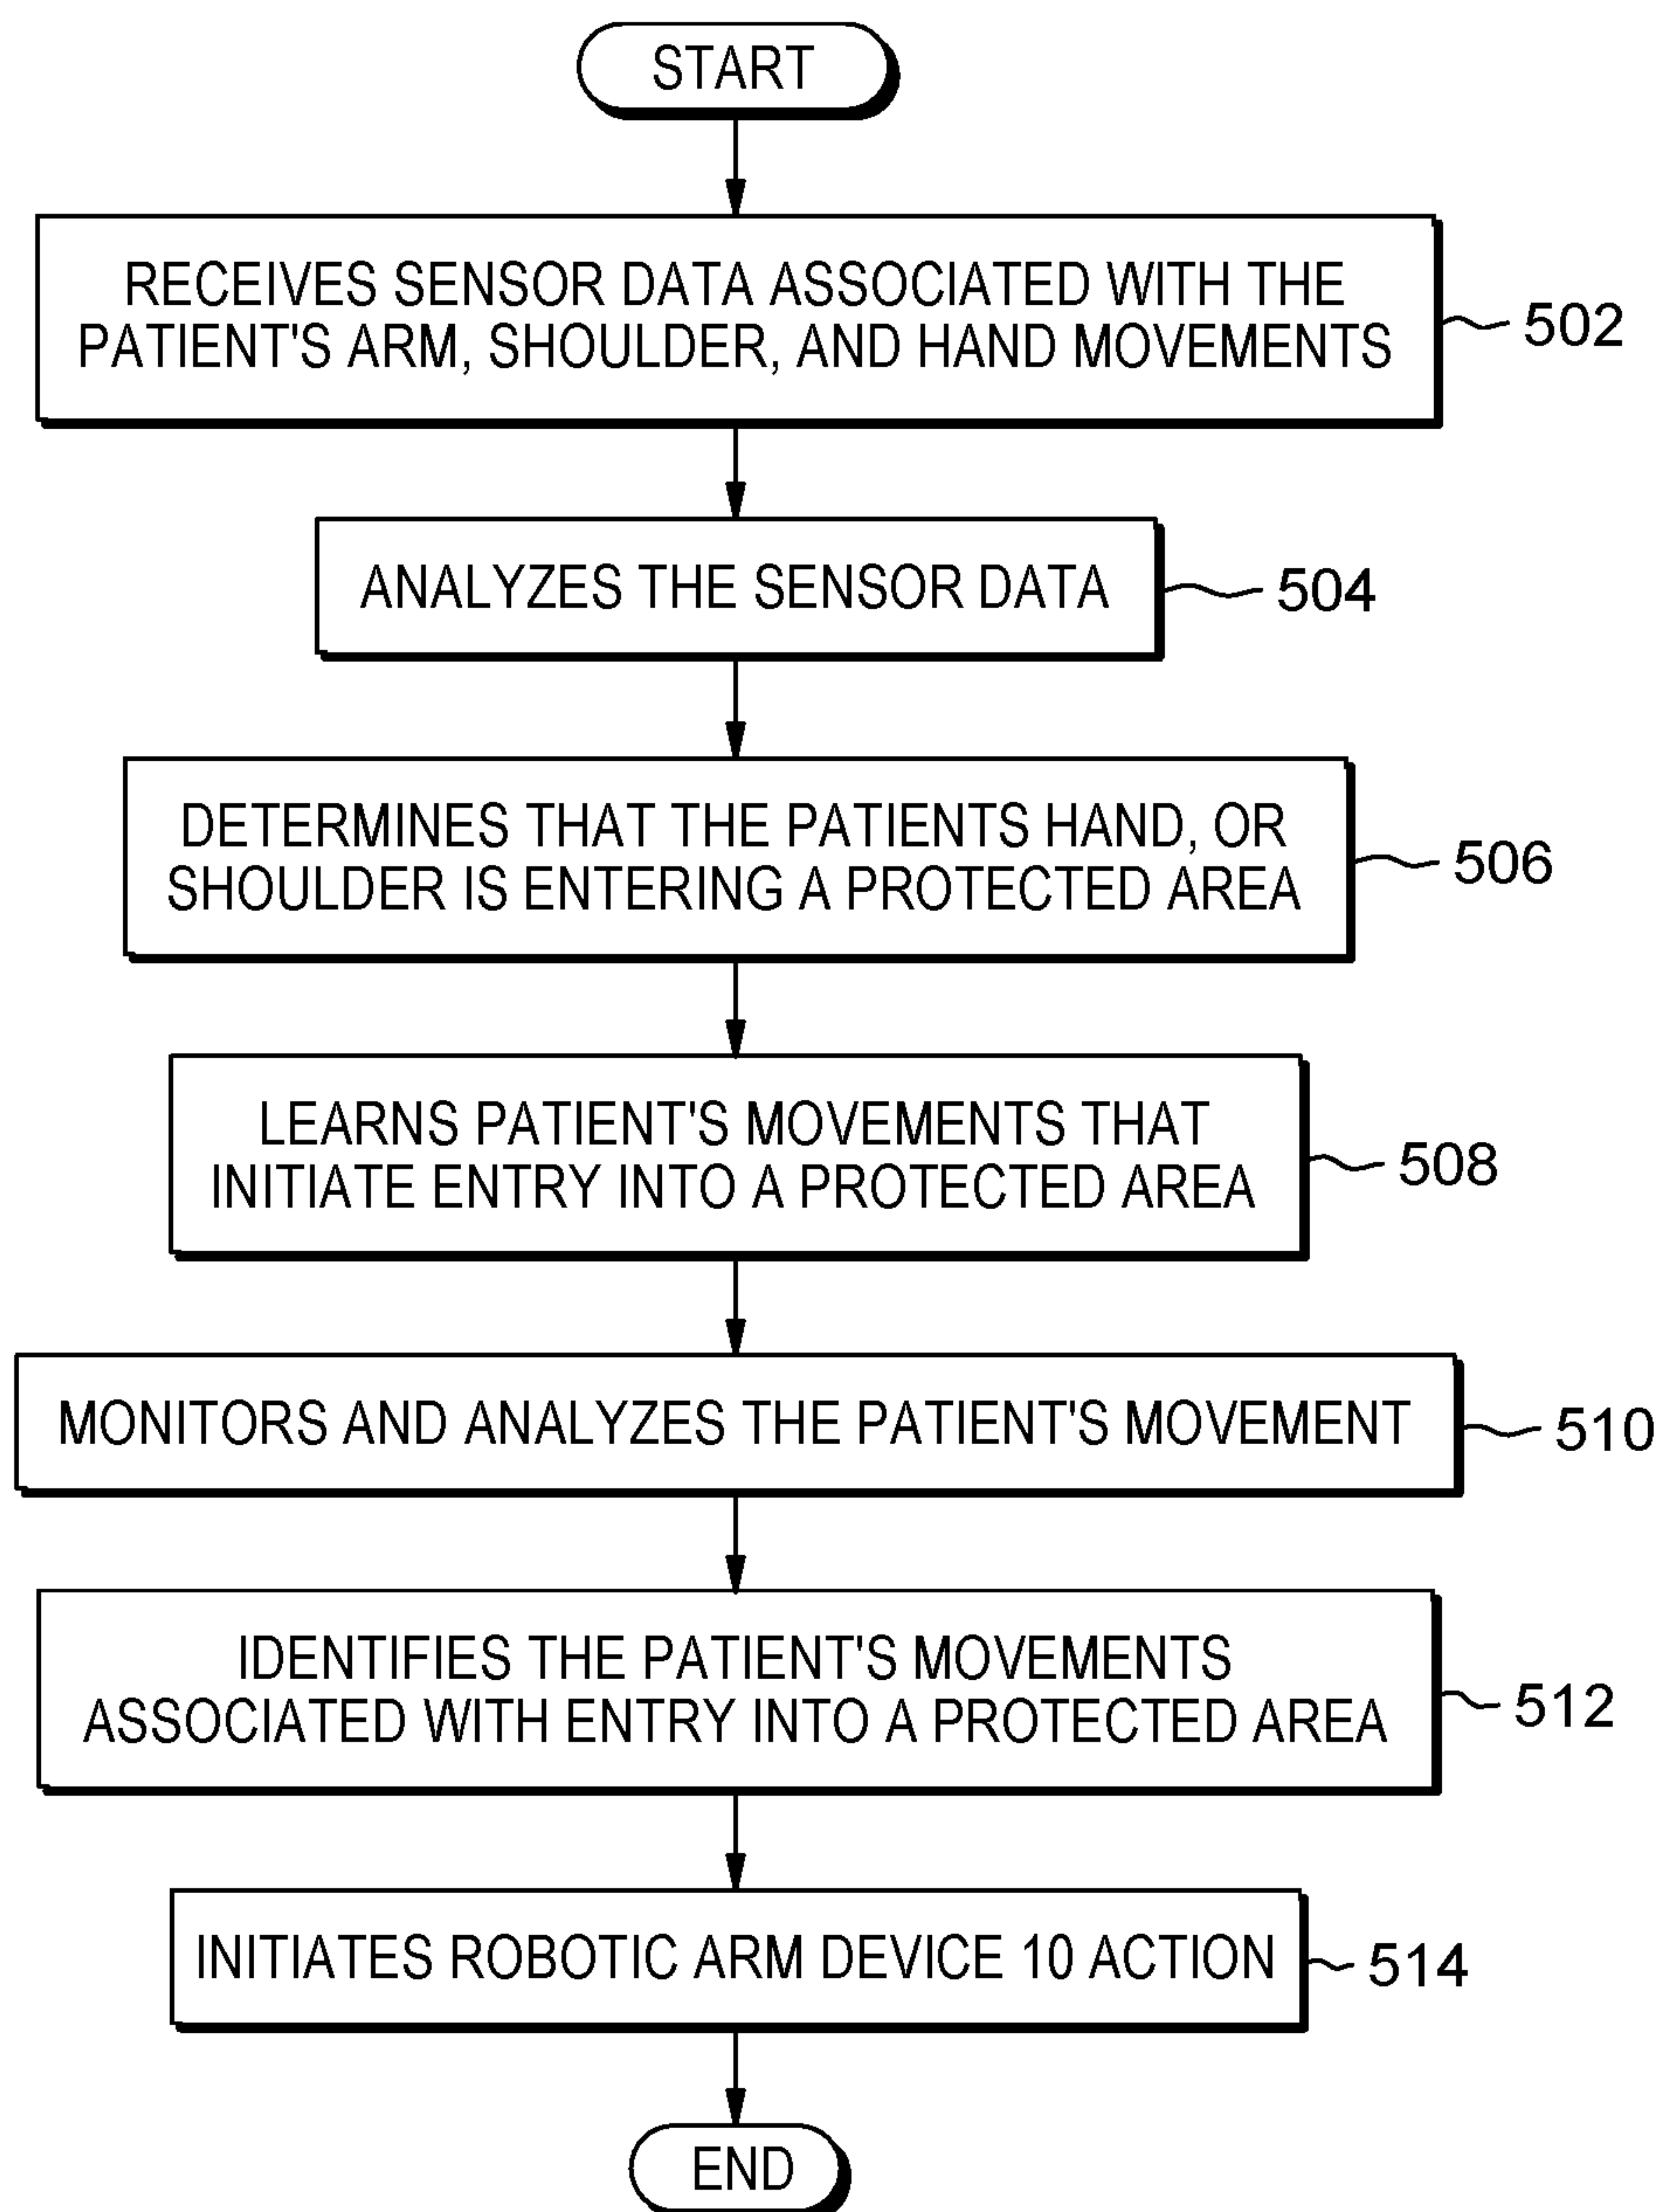 START
RECEIVES SENSOR DATA ASSOCIATED WITH THE
PATIENT'S ARM, SHOULDER, AND HAND MOVEMENTS
502
ANALYZES THE SENSOR DATA
504
DETERMINES THAT THE PATIENTS HAND, OR
SHOULDER IS ENTERING A PROTECTED AREA
506
LEARNS PATIENT'S MOVEMENTS THAT
INITIATE ENTRY INTO A PROTECTED AREA
508
MONITORS AND ANALYZES THE PATIENT'S MOVEMENT
510
IDENTIFIES THE PATIENT'S MOVEMENTS
ASSOCIATED WITH ENTRY INTO A PROTECTED AREA
512
INITIATES ROBOTIC ARM DEVICE 10 ACTION
514
END